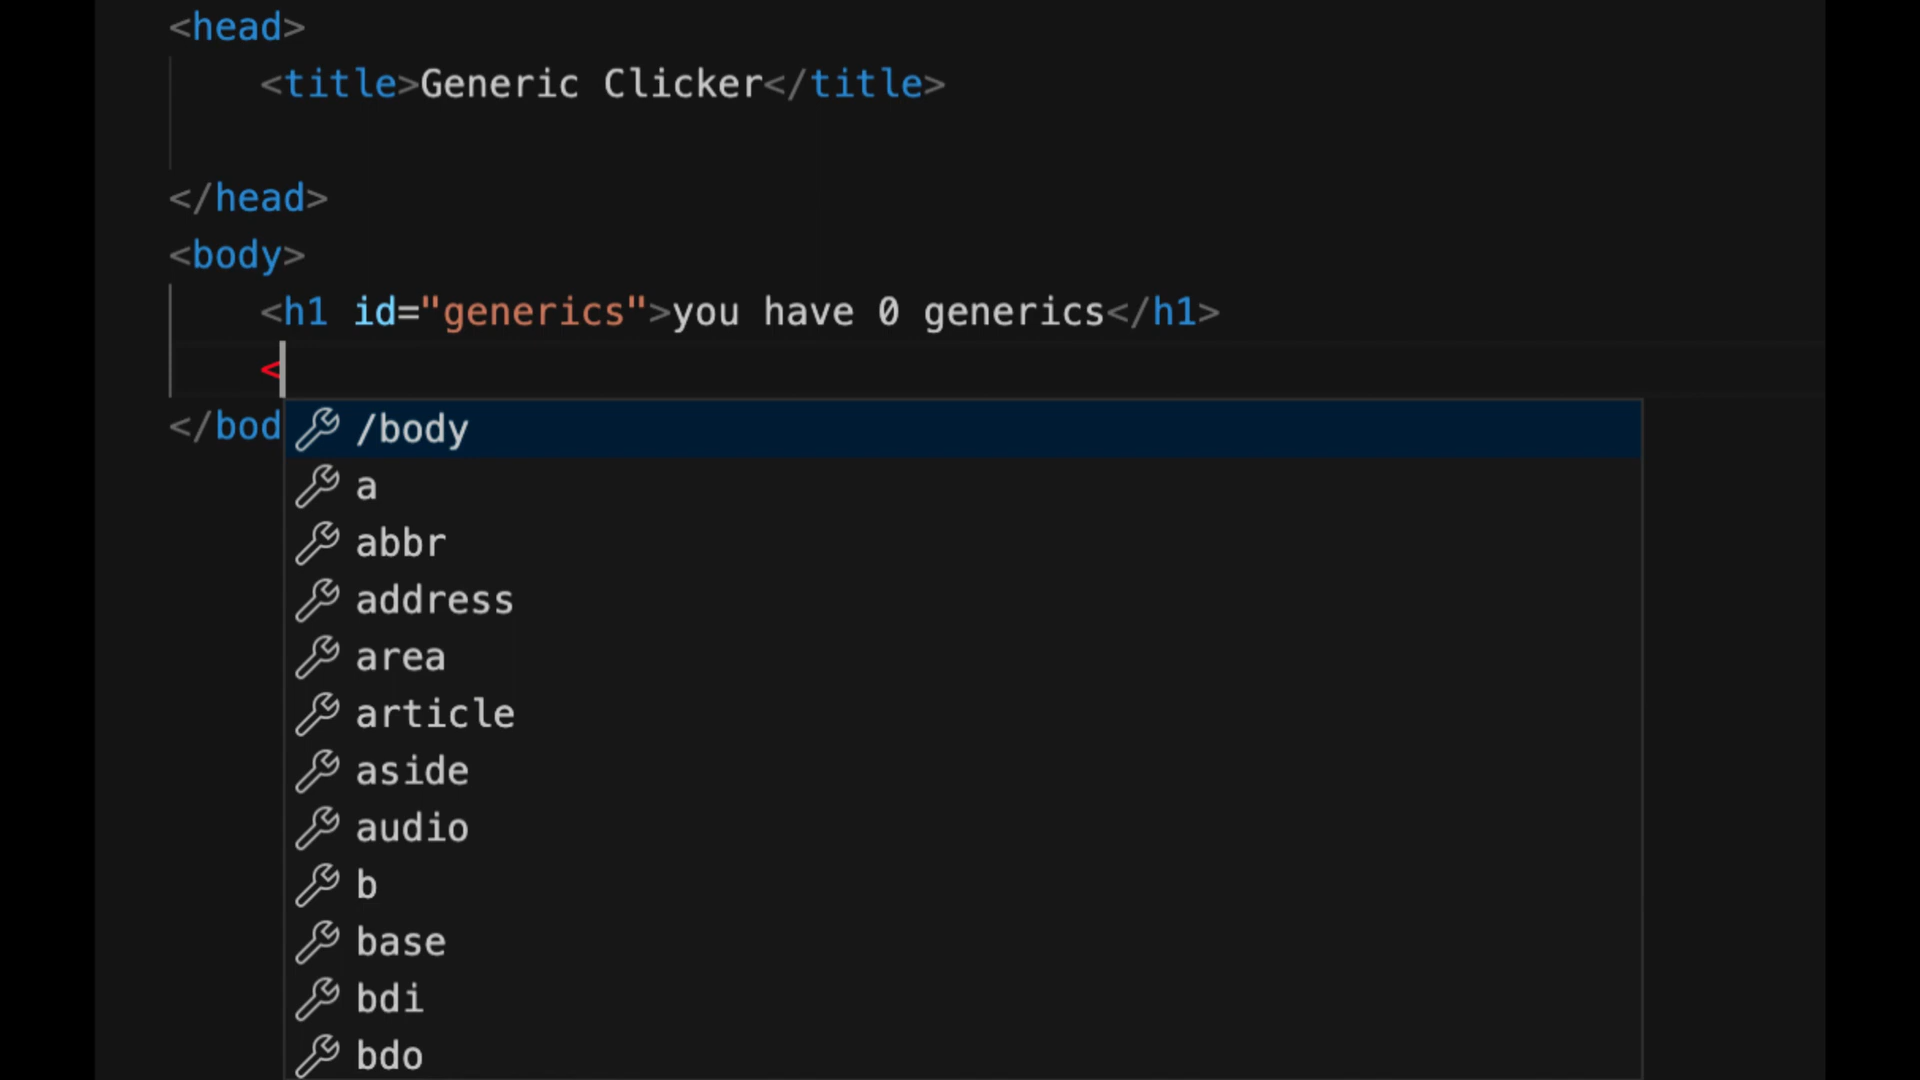 <head>
<title>Generic Clicker</title>
</head>
<body>
<h1 id="generics">you have 0 generics</h1>
<
</bod
/body
a
abbr
address
area
article
aside
audio
b
base
bdi
bdo